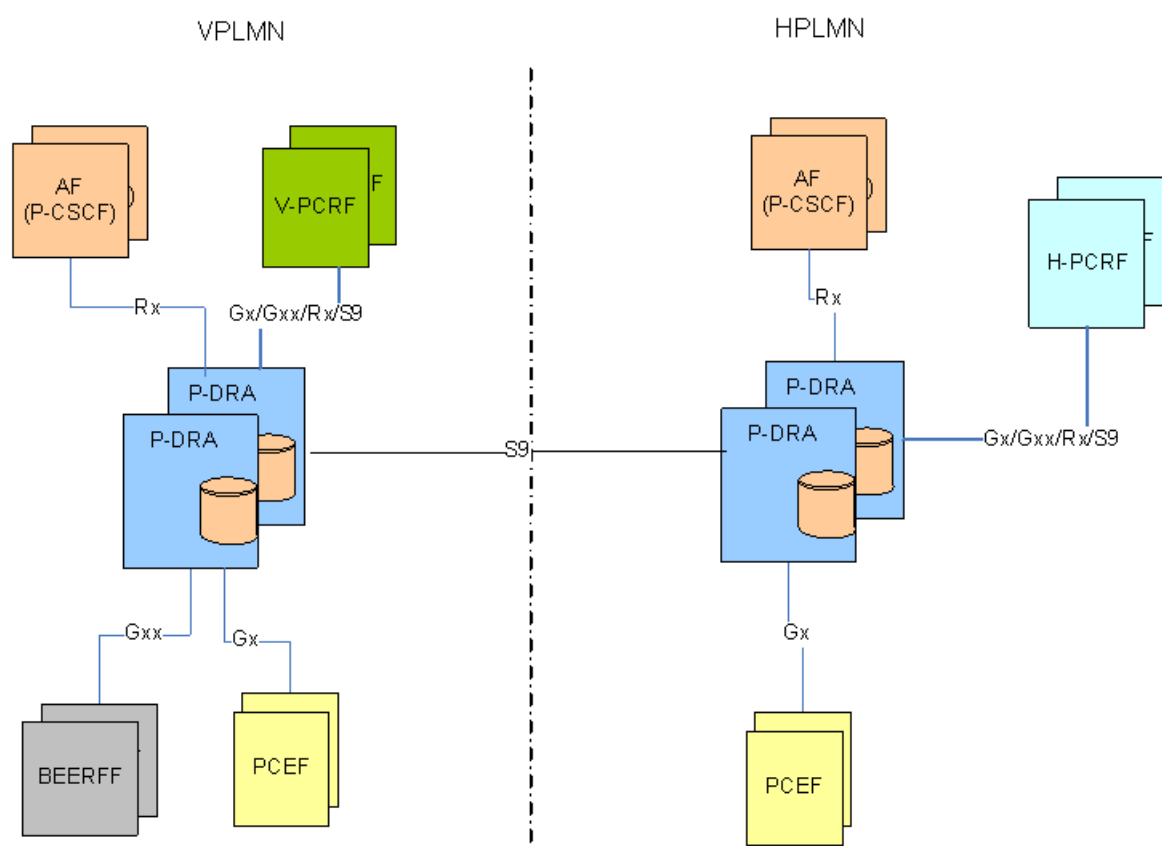 VPLMN
HPLMN
AF
(P-CSCF)
)
V-PCRF
F
AF
(P-CSCF)
)
H-PCRF
F
Rx
Gx/Gxx/Rx/S9
Rx
P-DRA
P-DRA
P-DRA
P-DRA
S9
Gx/Gxx/Rx/S9
Gxx
Gx
Gx
BEERFF
PCEF
PCEF